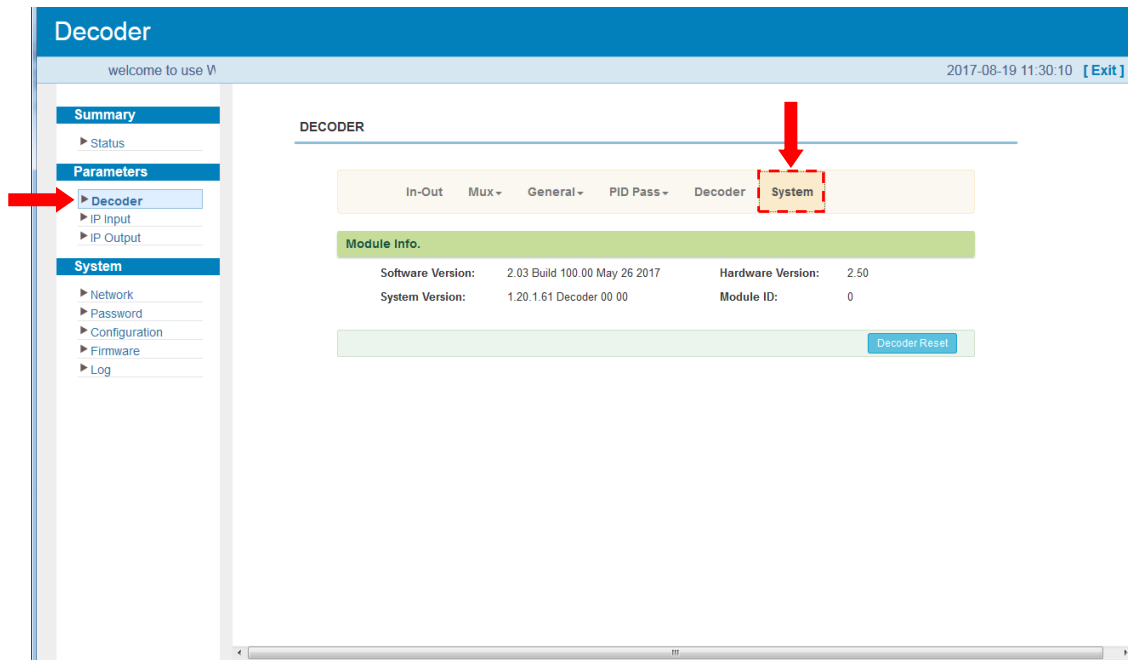 Decoder
welcome to use W
2017-08-19 11:30:10 [ Exit ]
Summary
Status
Parameters
Decoder
IP Input
IP Output
System
Network
Password
Configuration
Firmware
Log
DECODER
In-Out Mux General PID Pass Decoder System
Module Info.
Software Version: 2.03 Build 100.00 May 26 2017 Hardware Version: 2.50
System Version: 1.20.1.61 Decoder 00 00 Module ID: 0
Decoder Reset